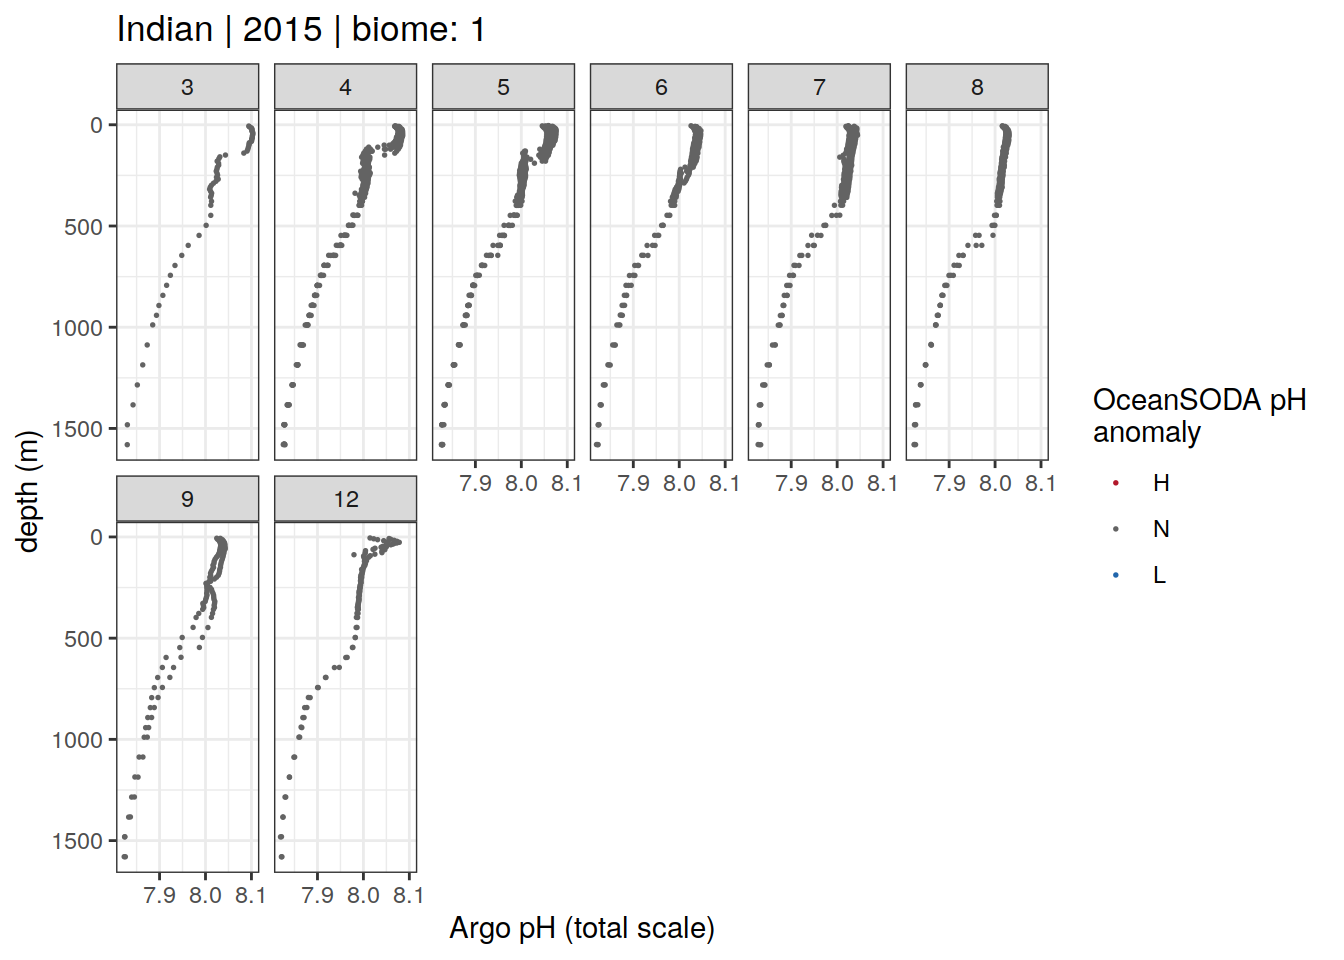 Indian | 2015 | biome: 1
3 4 5 6 7 8
0
500
1000
1500
7.9 8.0 8.1 7.9 8.0 8.1 7.9 8.0 8.1 7.9 8.0 8.1
9 12
0
500
1000
1500
7.9 8.0 8.1 7.9 8.0 8.1
depth (m)
Argo pH (total scale)
OceanSODA pH
anomaly
H
N
L